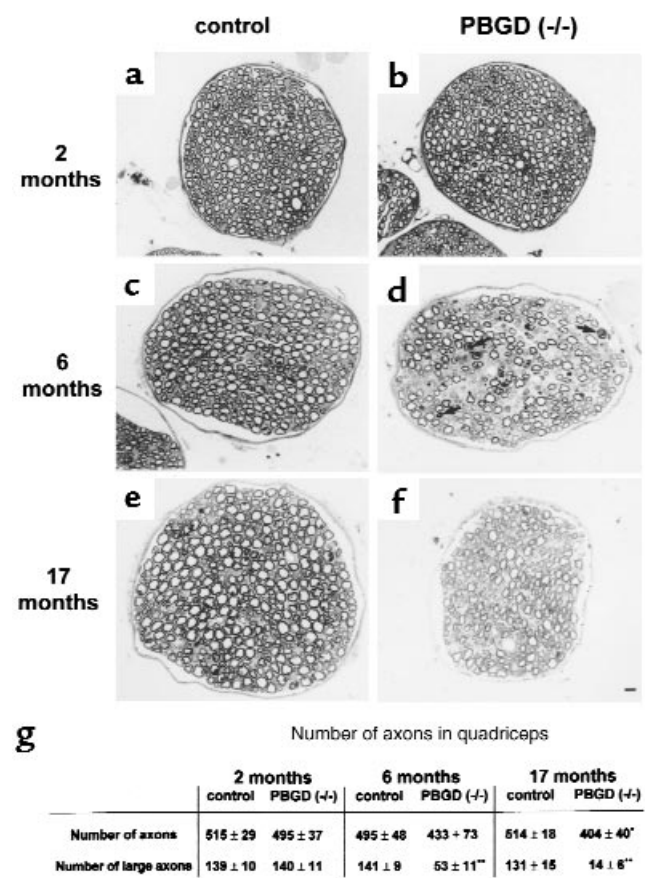 control PBGD (-/-)
a b
2
months
c d
6
months
e f
17
months
g
Number of axons in quadriceps
2 months 6 months 17 months
control PBGD (-/-) control PBGD (-/-) control PBGD (-/-)
Number of axons 515 ± 29 495 ± 37 495 ± 48 433 + 73 514 ± 18 404 ± 40*
Number of large axons 139 ± 10 140 ± 11 141 ± 9 53 ± 11** 131 ± 15 14 ± 6**